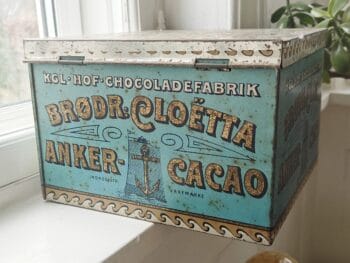 KGL-HOF-CHOCOLADEFABRIK
BRØDR. CLOËTTA
ANKER-CACAO